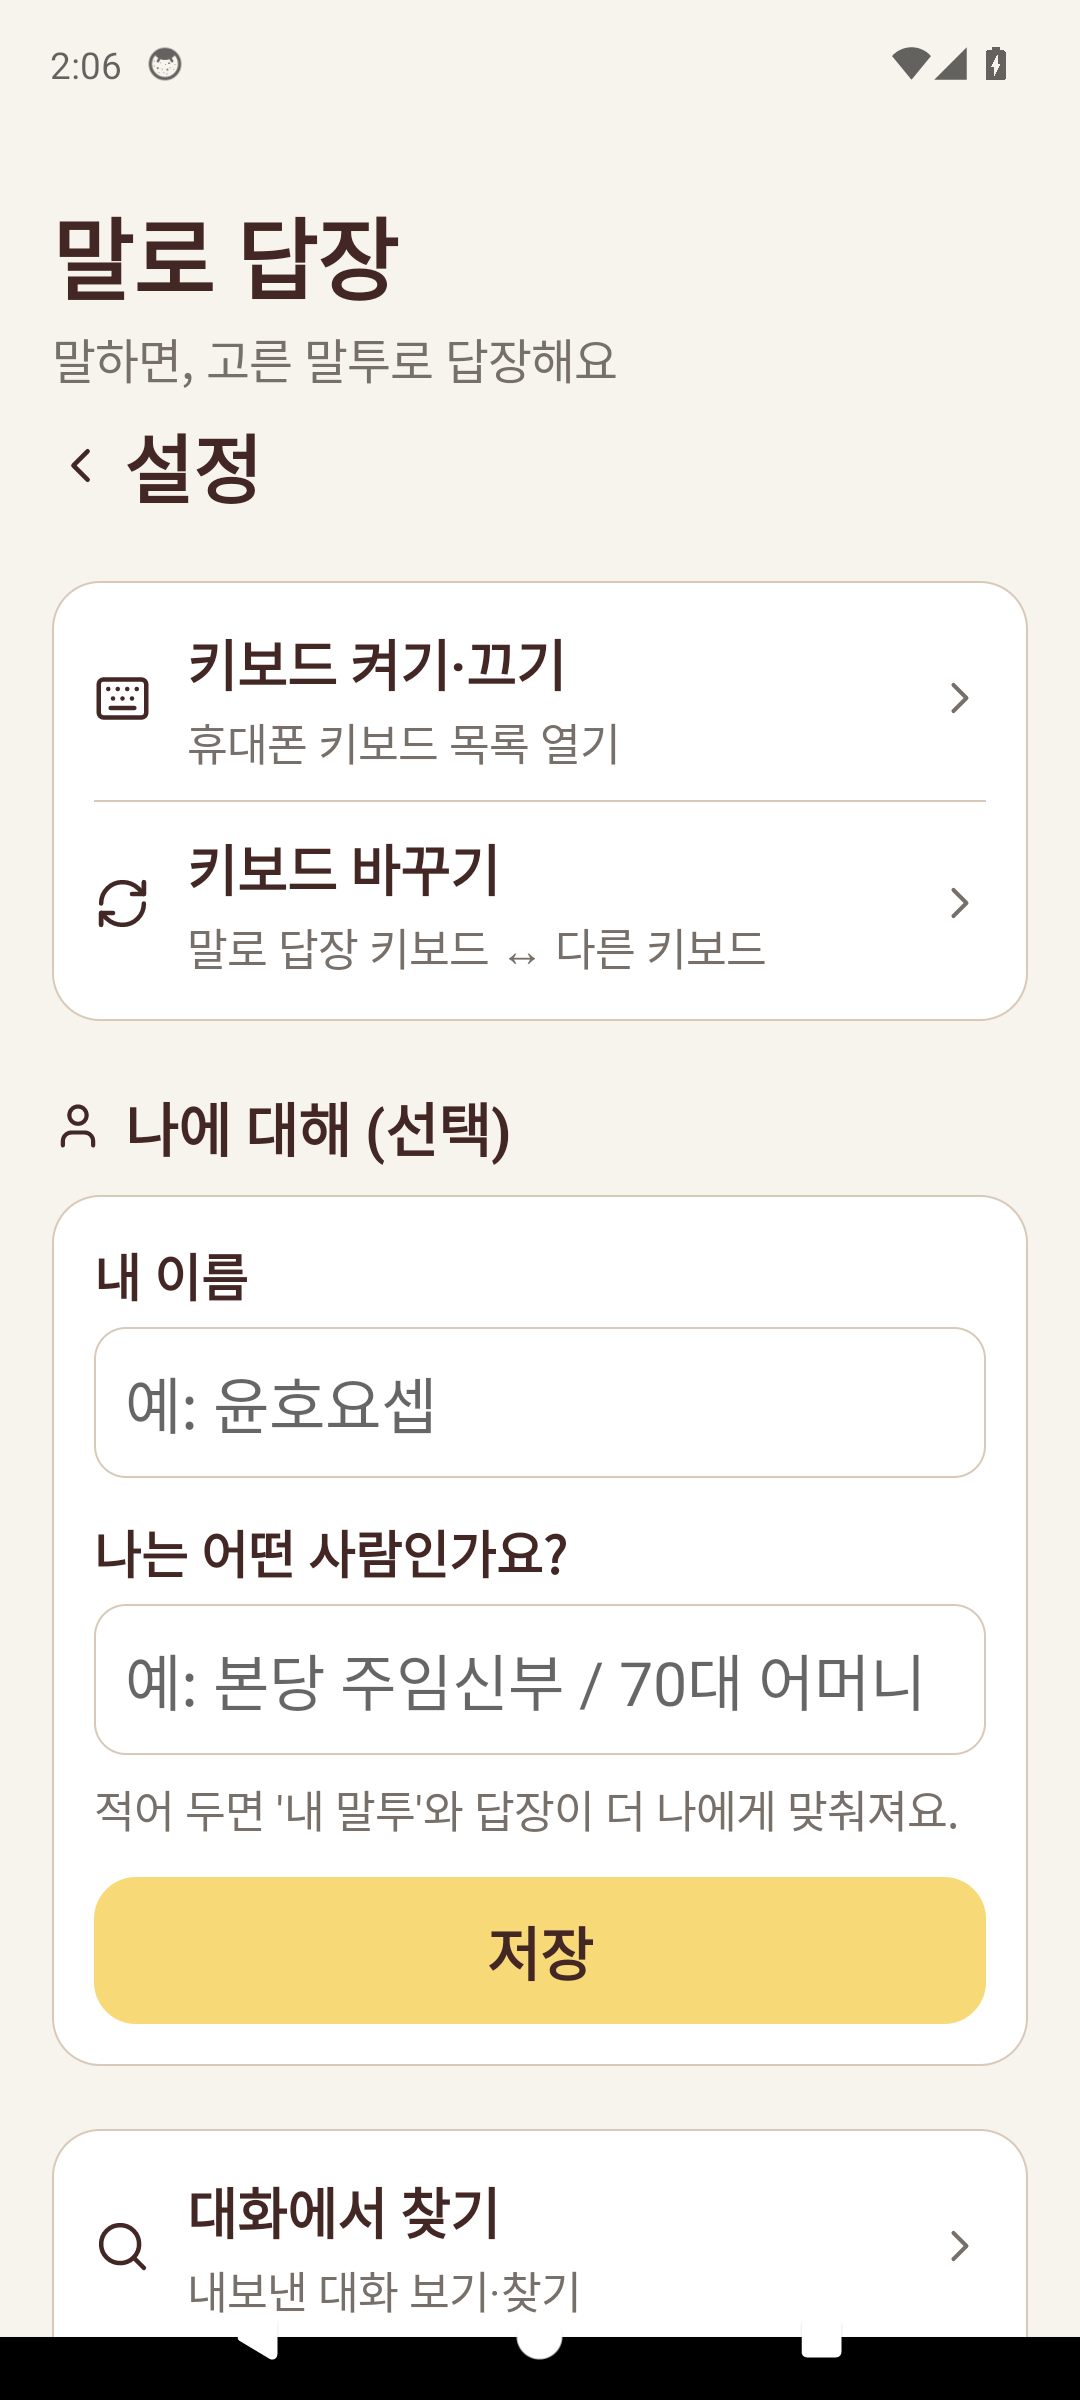 2:06
말로 답장
말하면, 고른 말투로 답장해요
설정
키보드 켜기·끄기
휴대폰 키보드 목록 열기
키보드 바꾸기
말로 답장 키보드 ↔ 다른 키보드
나에 대해 (선택)
내 이름
예: 윤호요셉
나는 어떤 사람인가요?
예: 본당 주임신부 / 70대 어머니
적어 두면 '내 말투'와 답장이 더 나에게 맞춰져요.
저장
대화에서 찾기
내보낸 대화 보기·찾기